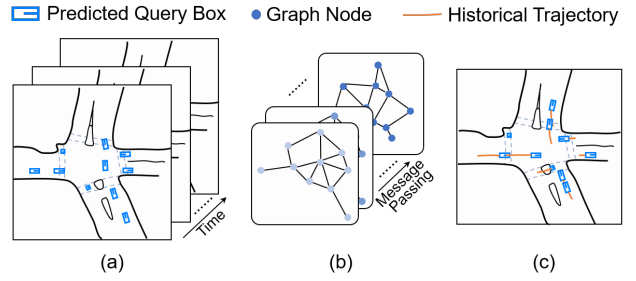 Predicted Query Box Graph Node Historical Trajectory
Time
Message
Passing
(a) (b) (c)